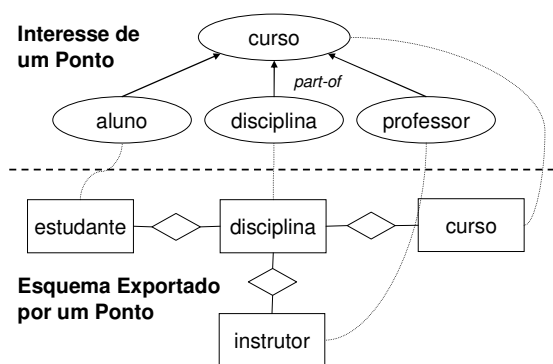 Interesse de
um Ponto
curso
part-of
aluno
disciplina
professor
estudante
disciplina
curso
Esquema Exportado
por um Ponto
instrutor